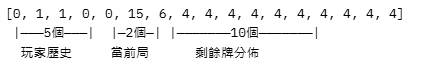 [0, 1, 1, 0, 0, 15, 6, 4, 4, 4, 4, 4, 4, 4, 4, 4, 4]
|———5個———| |—2個—| |———————10個———————|
玩家歷史 當前局 剩餘牌分佈